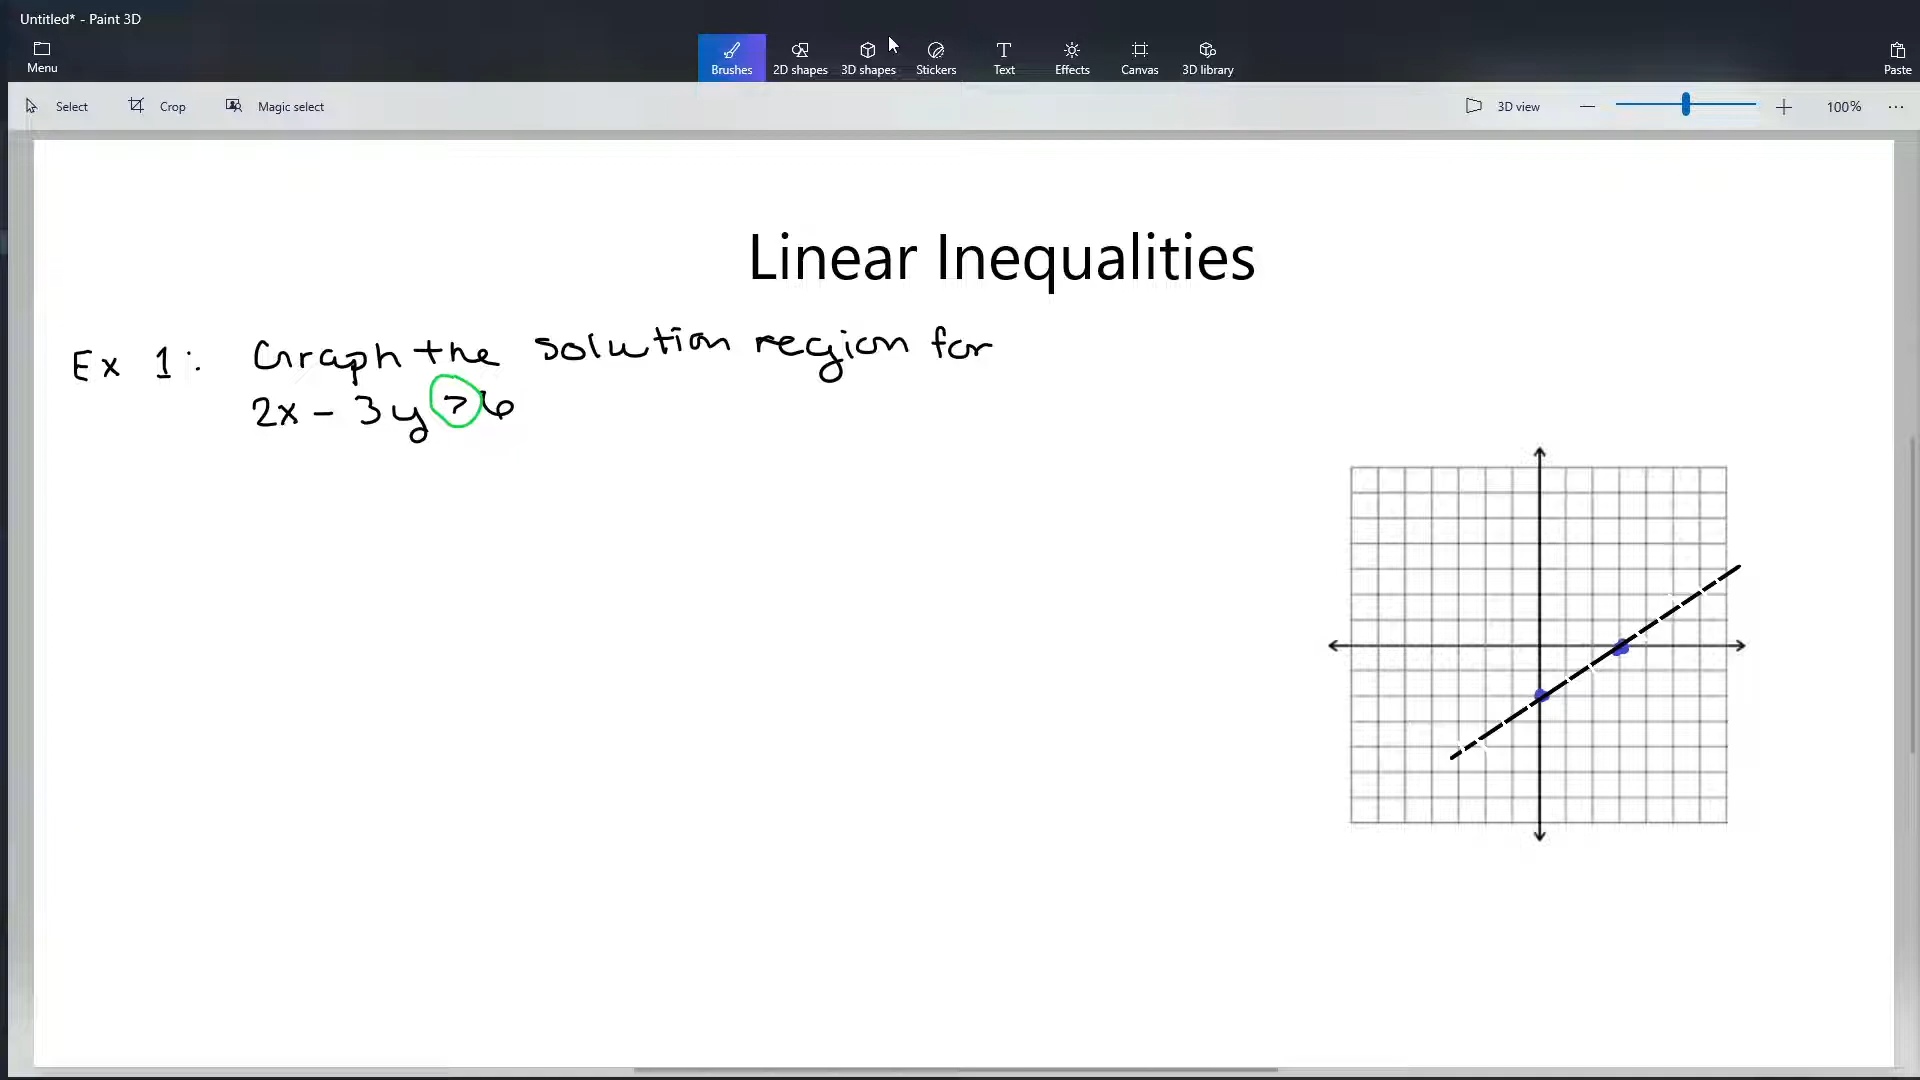 Untitled* - Paint 3D
Menu
Brushes 2D shapes 3D shapes Stickers Text Effects Canvas 3D library
Paste
Select Crop Magic select
3D view 100%
Linear Inequalities
Ex 1: Graph the solution region for
2x - 3y > 6